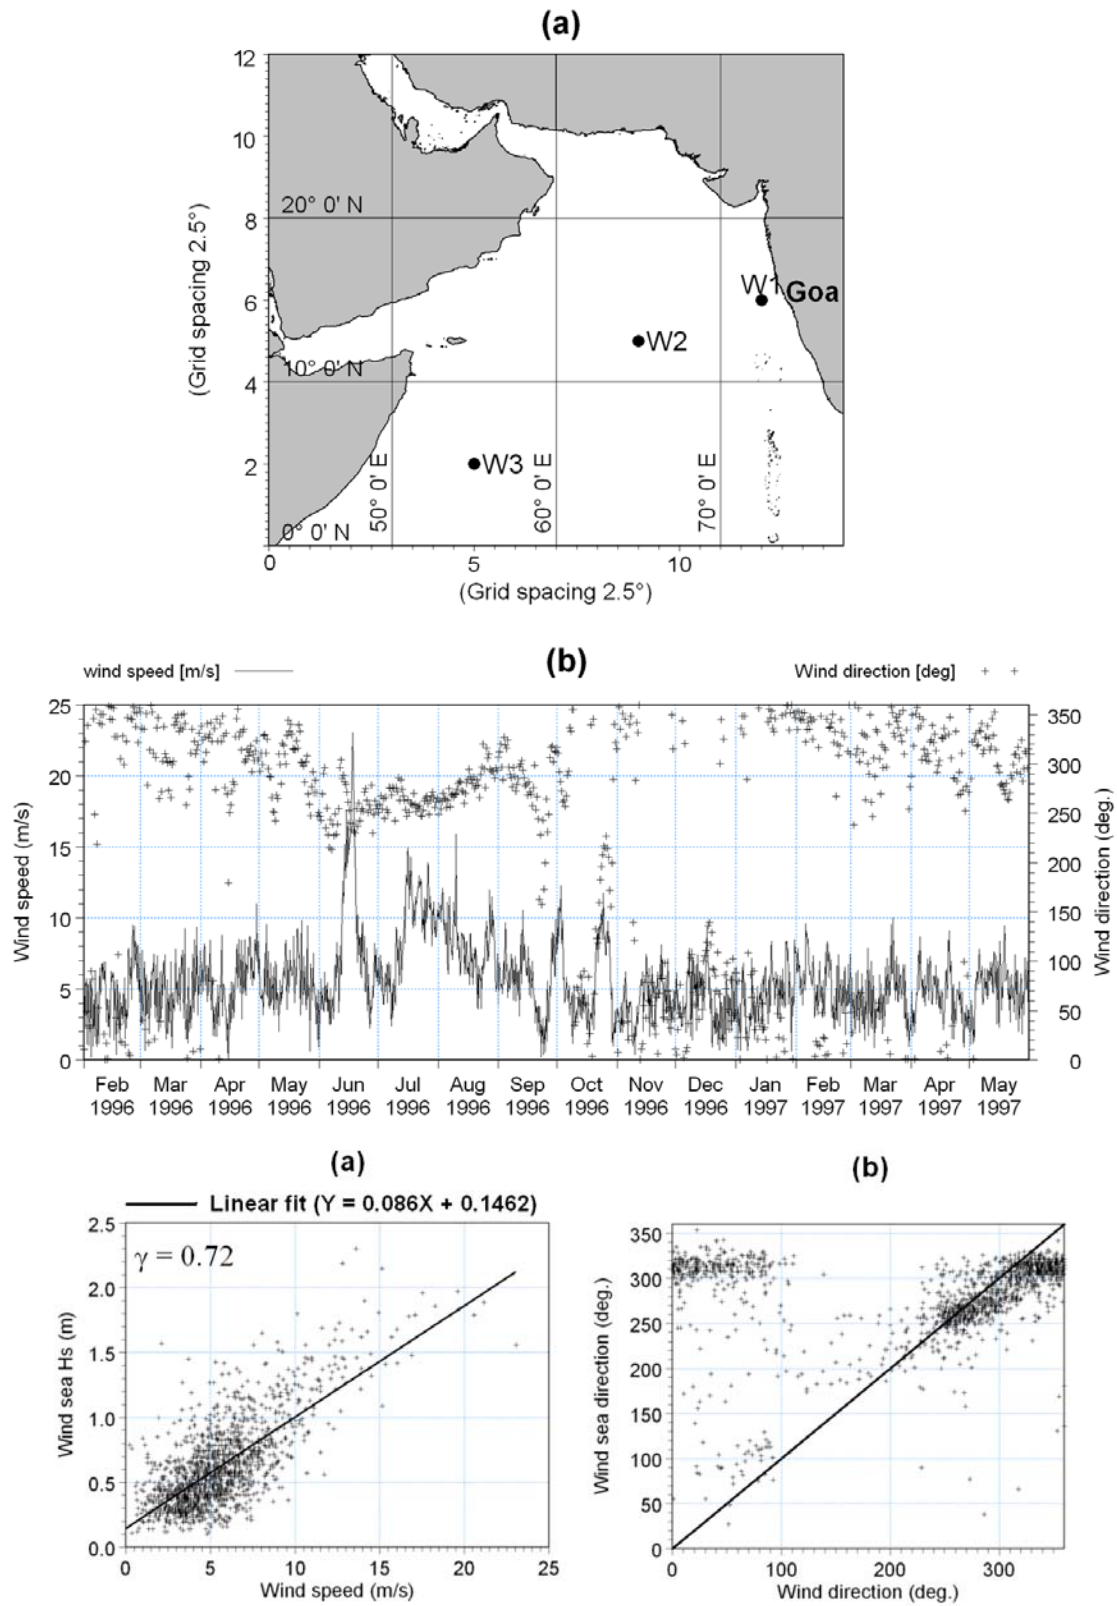 (a)
12
10
8
6
4
2
0
5
10
(Grid spacing 2.5°)
(Grid spacing 2.5°)
20° 0' N
10° 0' N
0° 0' N
50° 0' E
60° 0' E
70° 0' E
W1
Goa
W2
W3
(b)
wind speed [m/s]
Wind direction [deg]
25
20
15
10
5
0
Wind speed (m/s)
350
300
250
200
150
100
50
0
Wind direction (deg.)
Feb Mar Apr May Jun Jul Aug Sep Oct Nov Dec Jan Feb Mar Apr May
1996 1996 1996 1996 1996 1996 1996 1996 1996 1996 1996 1997 1997 1997 1997 1997
(a)
Linear fit (Y = 0.086X + 0.1462)
γ = 0.72
2.5
2.0
1.5
1.0
0.5
0.0
Wind sea Hs (m)
0 5 10 15 20 25
Wind speed (m/s)
(b)
350
300
250
200
150
100
50
0
Wind sea direction (deg.)
0 100 200 300
Wind direction (deg.)